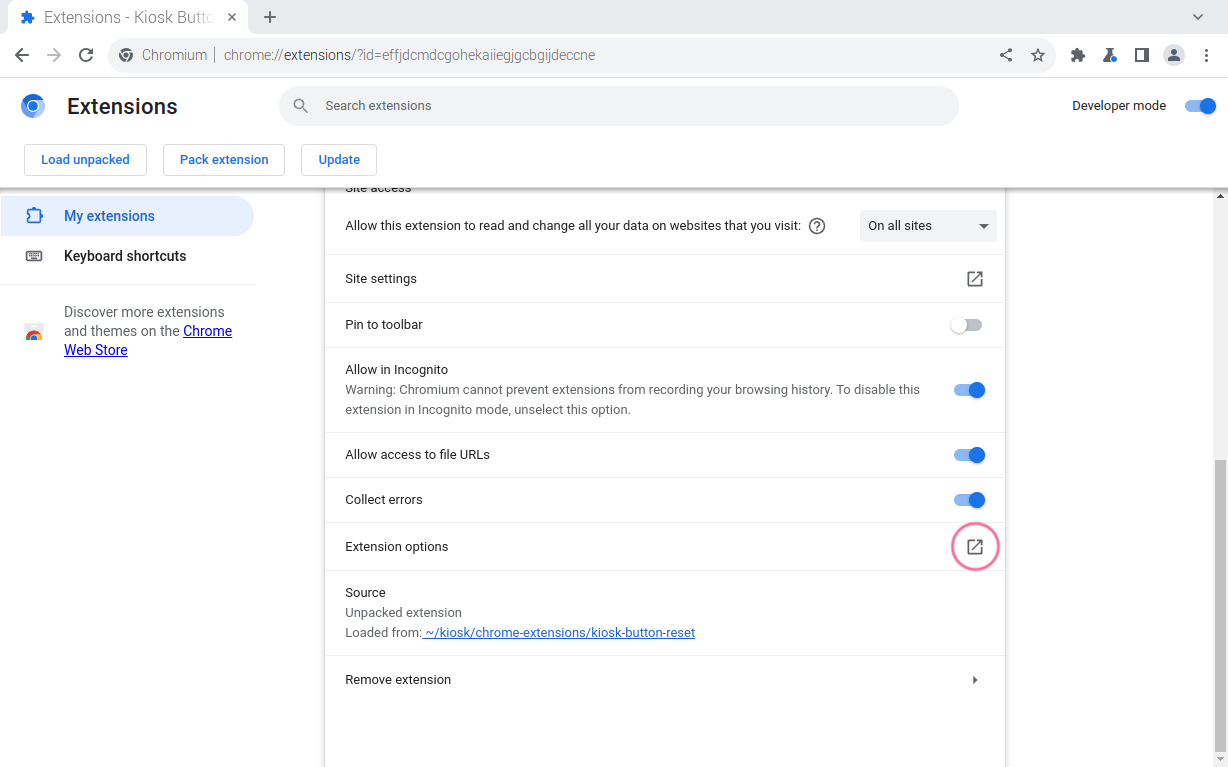 Extensions - Kiosk Butto
Chromium | chrome://extensions/?id=effjdcmdcgohekaiiegjgcbgijdeccne
Extensions
Search extensions
Developer mode
Load unpacked
Pack extension
Update
My extensions
Keyboard shortcuts
Discover more extensions
and themes on the Chrome
Web Store
Site access
Allow this extension to read and change all your data on websites that you visit:
On all sites
Site settings
Pin to toolbar
Allow in Incognito
Warning: Chromium cannot prevent extensions from recording your browsing history. To disable this
extension in Incognito mode, unselect this option.
Allow access to file URLs
Collect errors
Extension options
Source
Unpacked extension
Loaded from: ~/kiosk/chrome-extensions/kiosk-button-reset
Remove extension